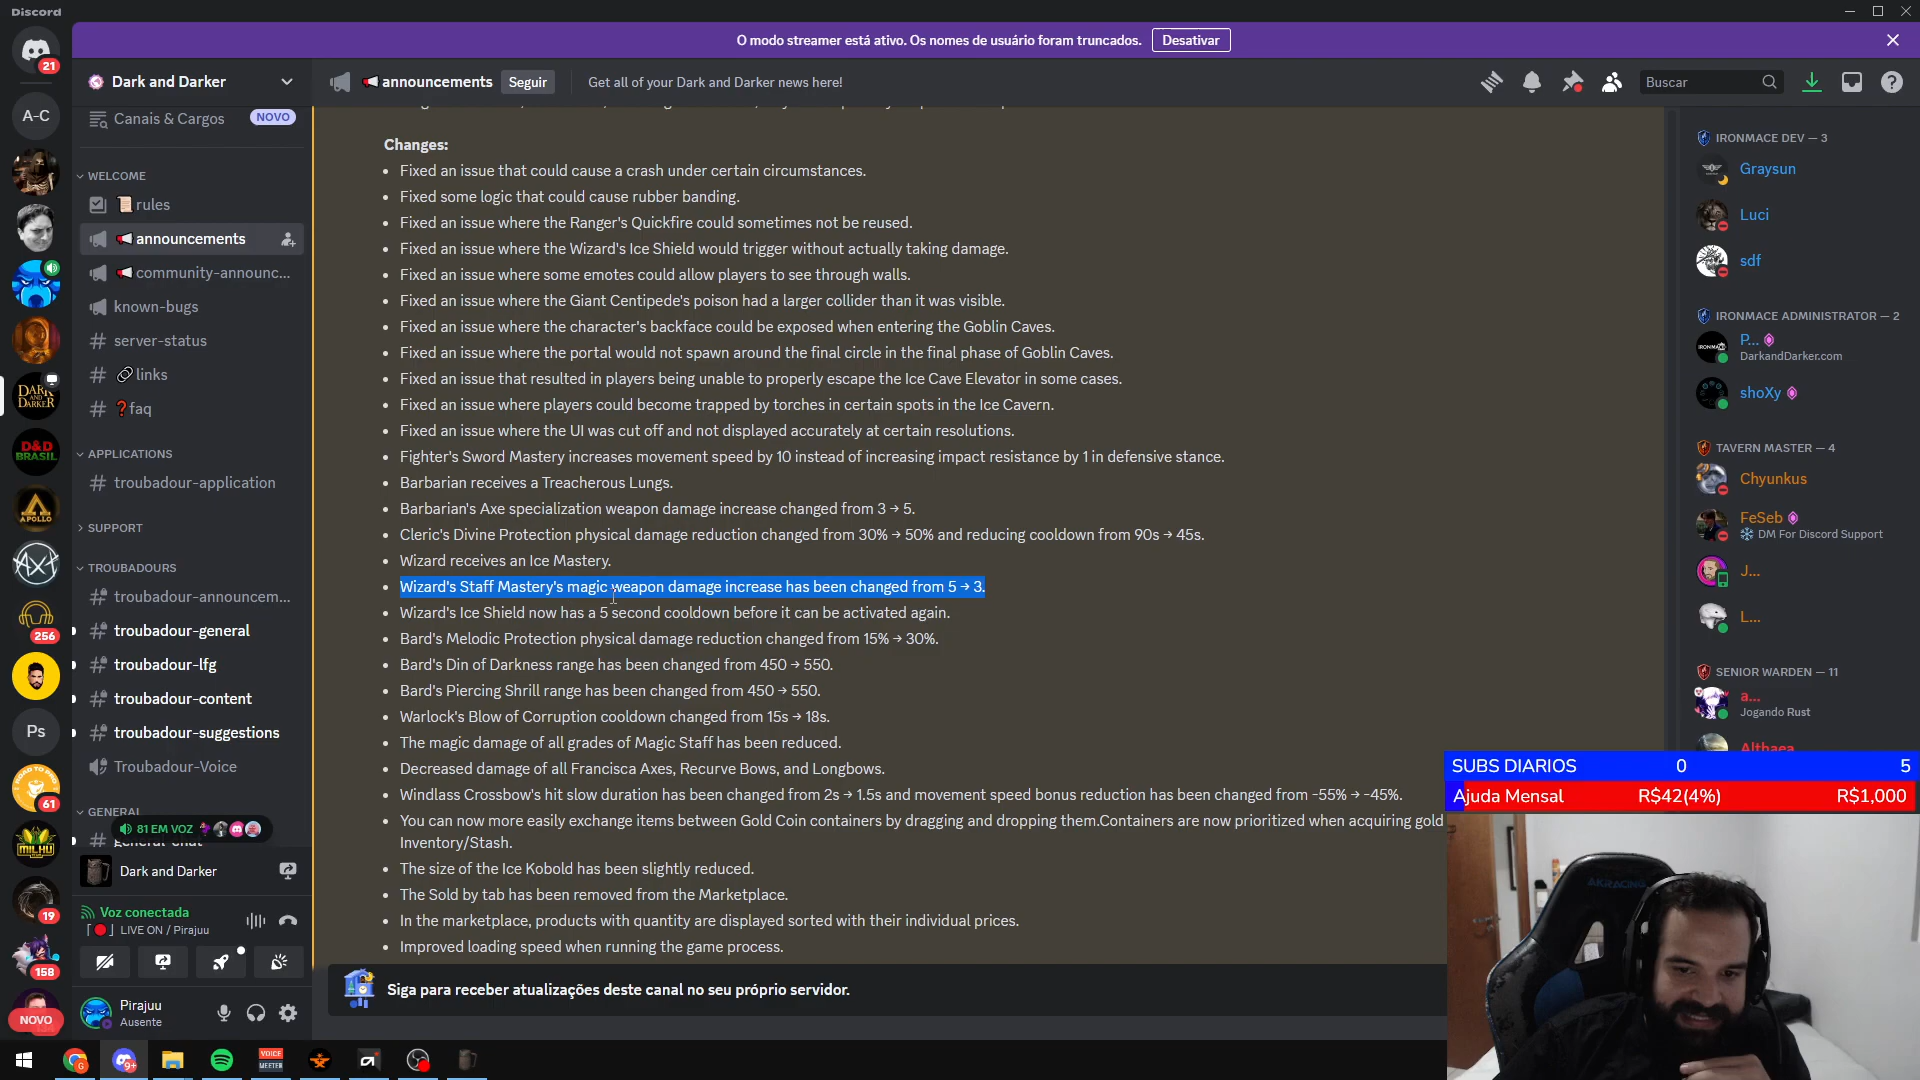 Discord
O modo streamer está ativo. Os nomes de usuário foram truncados.
Desativar
21
A-C
256
Ps
61
19
158
NOVO
D&D
BRASIL
DARK
AND
DARKER
APOLLO
Dark and Darker
announcements
Seguir
Get all of your Dark and Darker news here!
Buscar
Canais & Cargos
NOVO
WELCOME
rules
announcements
community-announc...
known-bugs
server-status
links
faq
APPLICATIONS
troubadour-application
SUPPORT
TROUBADOURS
troubadour-announcem...
troubadour-general
troubadour-lfg
troubadour-content
troubadour-suggestions
Troubadour-Voice
GENERAL
81 EM VOZ
Dark and Darker
Voz conectada
[🔴] LIVE ON / Pirajuu
Pirajuu
Ausente
Changes:
• Fixed an issue that could cause a crash under certain circumstances.
• Fixed some logic that could cause rubber banding.
• Fixed an issue where the Ranger's Quickfire could sometimes not be reused.
• Fixed an issue where the Wizard's Ice Shield would trigger without actually taking damage.
• Fixed an issue where some emotes could allow players to see through walls.
• Fixed an issue where the Giant Centipede's poison had a larger collider than it was visible.
• Fixed an issue where the character's backface could be exposed when entering the Goblin Caves.
• Fixed an issue where the portal would not spawn around the final circle in the final phase of Goblin Caves.
• Fixed an issue that resulted in players being unable to properly escape the Ice Cave Elevator in some cases.
• Fixed an issue where players could become trapped by torches in certain spots in the Ice Cavern.
• Fixed an issue where the UI was cut off and not displayed accurately at certain resolutions.
• Fighter's Sword Mastery increases movement speed by 10 instead of increasing impact resistance by 1 in defensive stance.
• Barbarian receives a Treacherous Lungs.
• Barbarian's Axe specialization weapon damage increase changed from 3 → 5.
• Cleric's Divine Protection physical damage reduction changed from 30% → 50% and reducing cooldown from 90s → 45s.
• Wizard receives an Ice Mastery.
• Wizard's Staff Mastery's magic weapon damage increase has been changed from 5 → 3.
• Wizard's Ice Shield now has a 5 second cooldown before it can be activated again.
• Bard's Melodic Protection physical damage reduction changed from 15% → 30%.
• Bard's Din of Darkness range has been changed from 450 → 550.
• Bard's Piercing Shrill range has been changed from 450 → 550.
• Warlock's Blow of Corruption cooldown changed from 15s → 18s.
• The magic damage of all grades of Magic Staff has been reduced.
• Decreased damage of all Francisca Axes, Recurve Bows, and Longbows.
• Windlass Crossbow's hit slow duration has been changed from 2s → 1.5s and movement speed bonus reduction has been changed from -55% → -45%.
• You can now more easily exchange items between Gold Coin containers by dragging and dropping them.Containers are now prioritized when acquiring gold
Inventory/Stash.
• The size of the Ice Kobold has been slightly reduced.
• The Sold by tab has been removed from the Marketplace.
• In the marketplace, products with quantity are displayed sorted with their individual prices.
• Improved loading speed when running the game process.
Siga para receber atualizações deste canal no seu próprio servidor.
IRONMACE DEV — 3
Graysun
Luci
sdf
IRONMACE ADMINISTRATOR — 2
P...
DarkandDarker.com
shoXy
TAVERN MASTER — 4
Chyunkus
FeSeb
DM For Discord Support
J...
L...
SENIOR WARDEN — 11
a...
Jogando Rust
Althaea
SUBS DIARIOS 0 5
Ajuda Mensal R$42(4%) R$1,000
AKRACING
VOICE
MEETER
9+